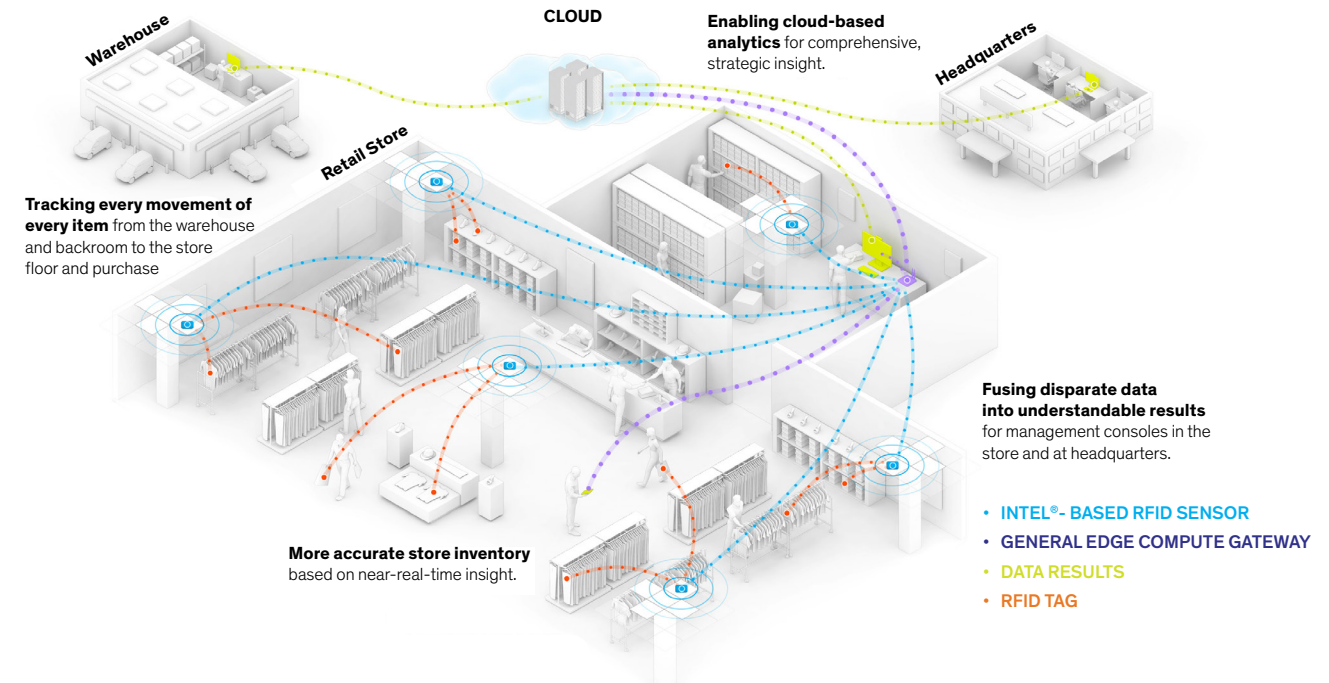 Warehouse
CLOUD
Enabling cloud-based
analytics for comprehensive,
strategic insight.
Headquarters
Retail Store
Tracking every movement of
every item from the warehouse
and backroom to the store
floor and purchase
Fusing disparate data
into understandable results
for management consoles in the
store and at headquarters.
More accurate store inventory
based on near-real-time insight.
• INTEL®- BASED RFID SENSOR
• GENERAL EDGE COMPUTE GATEWAY
• DATA RESULTS
• RFID TAG